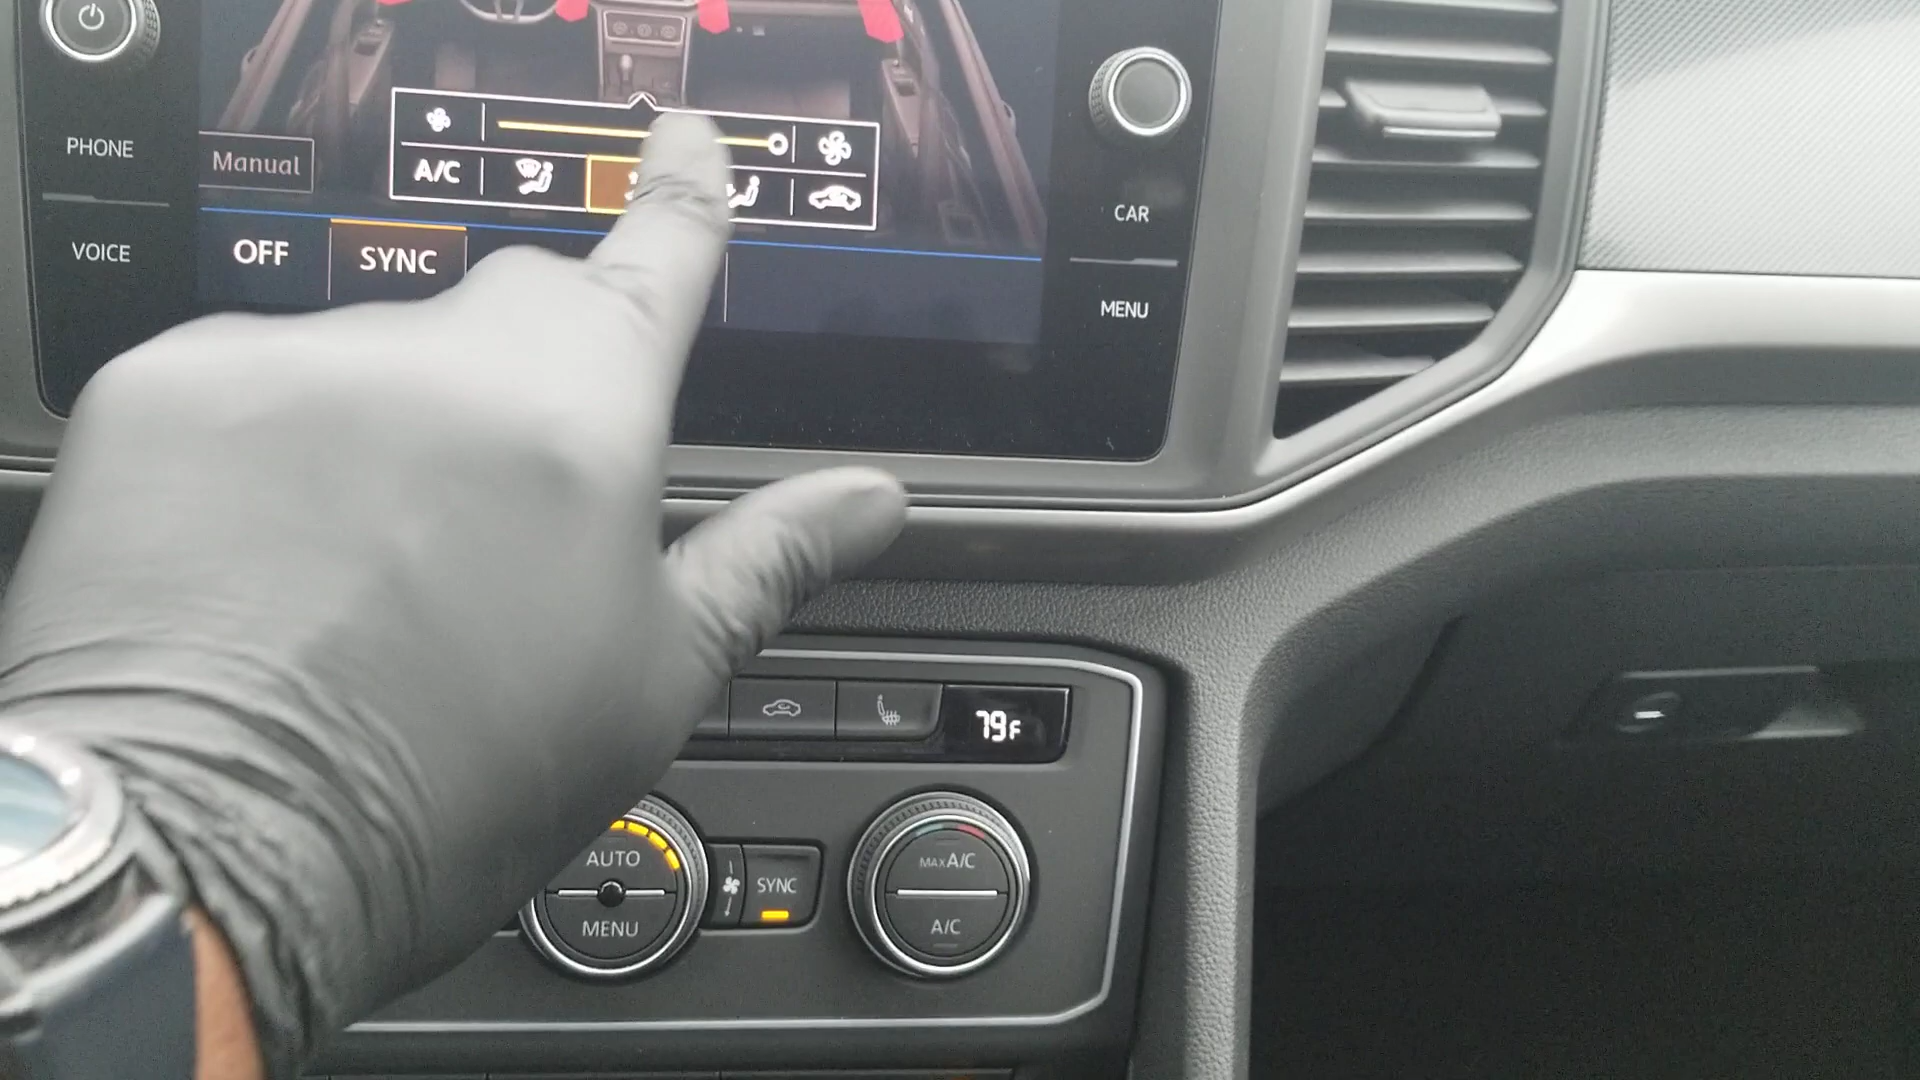 PHONE
VOICE
Manual
A/C
OFF
SYNC
CAR
MENU
79F
AUTO
MENU
SYNC
MAX A/C
A/C